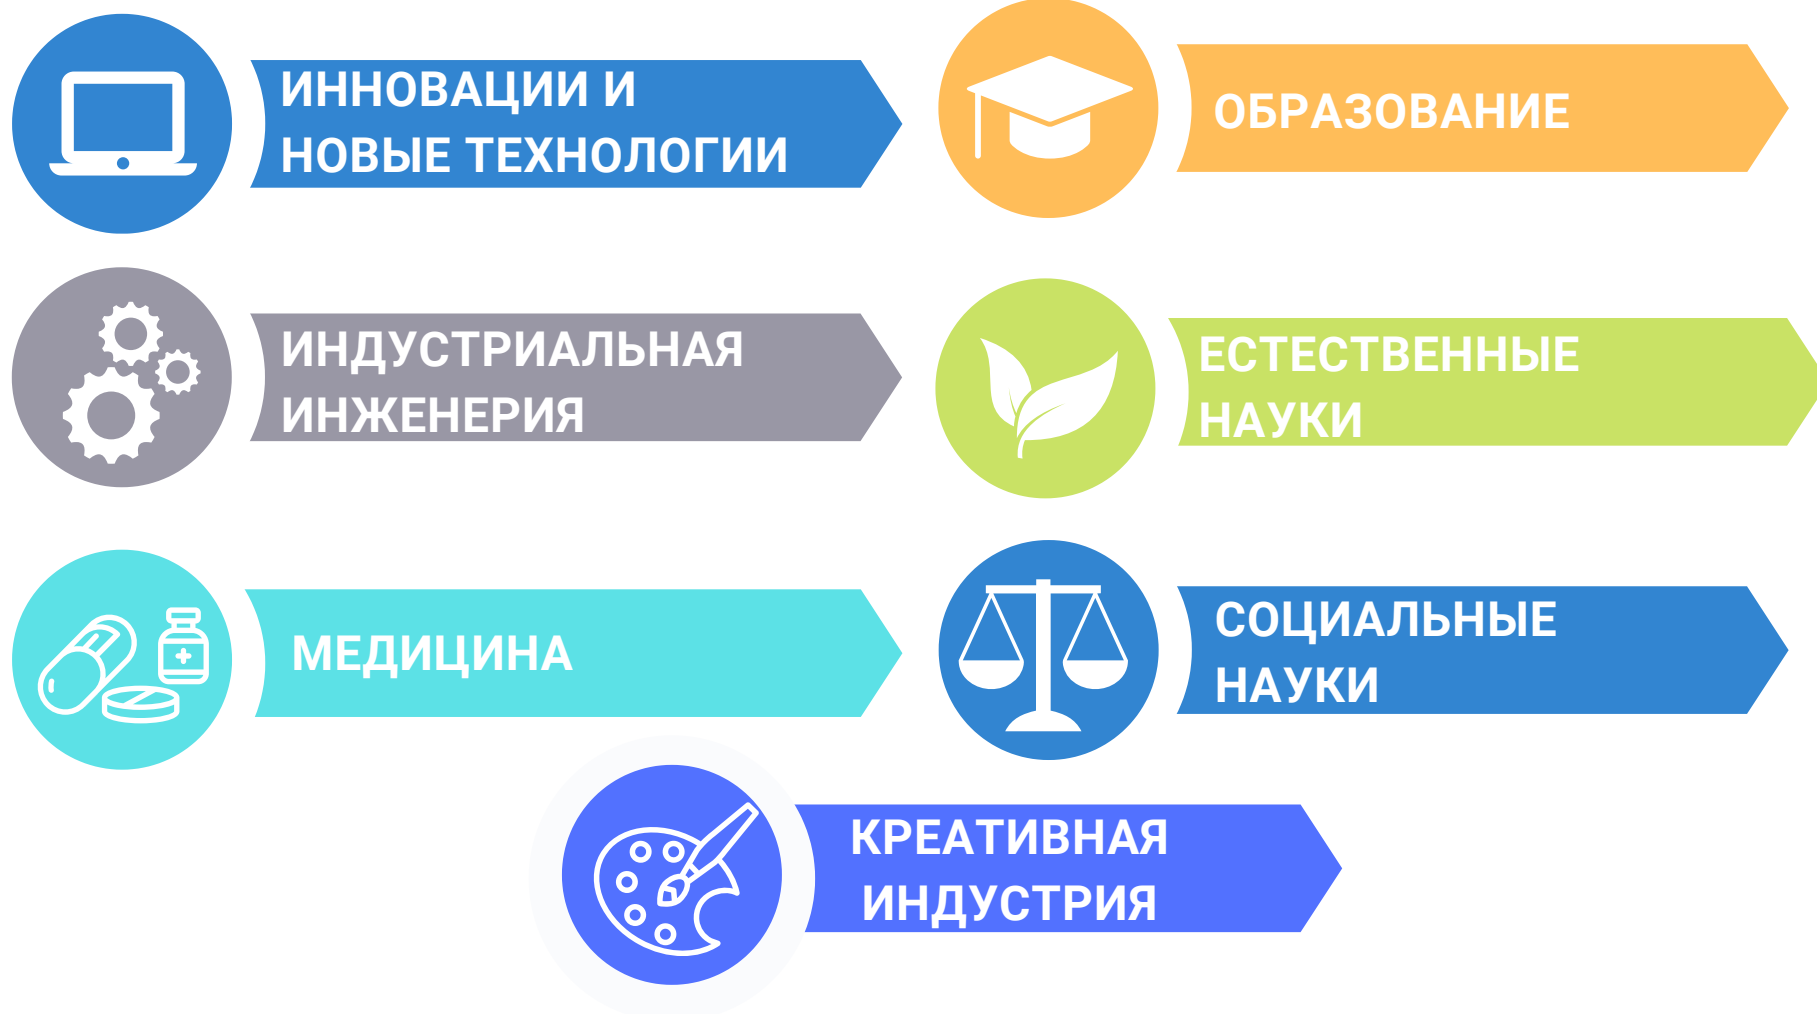 ИННОВАЦИИ И
НОВЫЕ ТЕХНОЛОГИИ
ОБРАЗОВАНИЕ
ИНДУСТРИАЛЬНАЯ
ИНЖЕНЕРИЯ
ЕСТЕСТВЕННЫЕ
НАУКИ
МЕДИЦИНА
СОЦИАЛЬНЫЕ
НАУКИ
КРЕАТИВНАЯ
ИНДУСТРИЯ